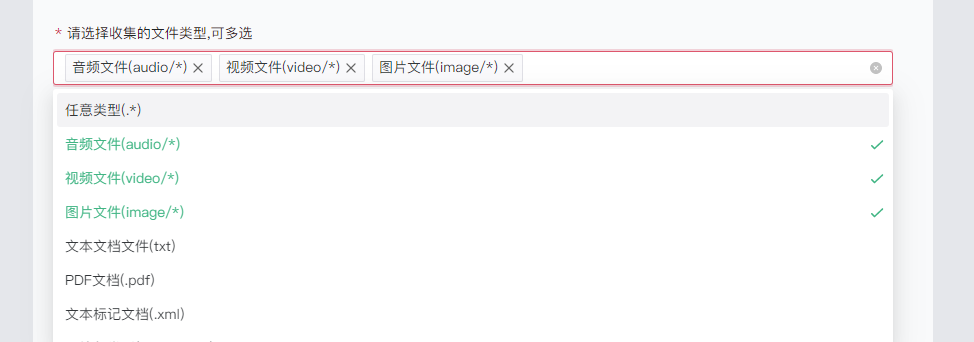 * 请选择收集的文件类型,可多选
音频文件(audio/*) 视频文件(video/*) 图片文件(image/*)
任意类型(.*)
音频文件(audio/*)
视频文件(video/*)
图片文件(image/*)
文本文档文件(txt)
PDF文档(.pdf)
文本标记文档(.xml)